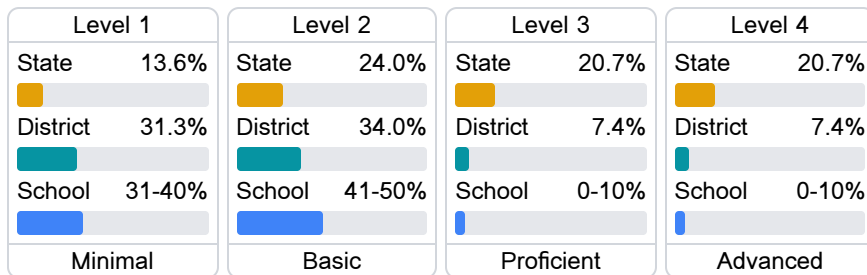 Level 1
State 13.6%
District 31.3%
School 31-40%
Minimal
Level 2
State 24.0%
District 34.0%
School 41-50%
Basic
Level 3
State 20.7%
District 7.4%
School 0-10%
Proficient
Level 4
State 20.7%
District 7.4%
School 0-10%
Advanced